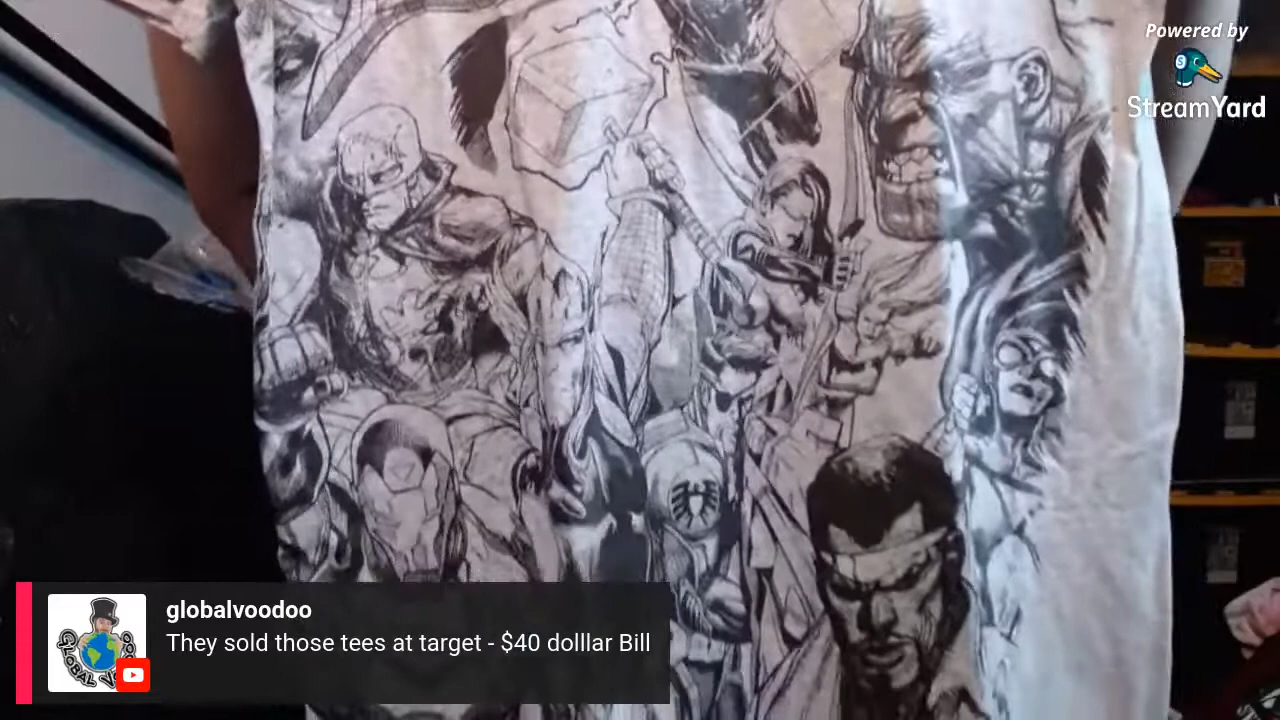 Powered by
StreamYard
globalvoodoo
They sold those tees at target - $40 dolllar Bill